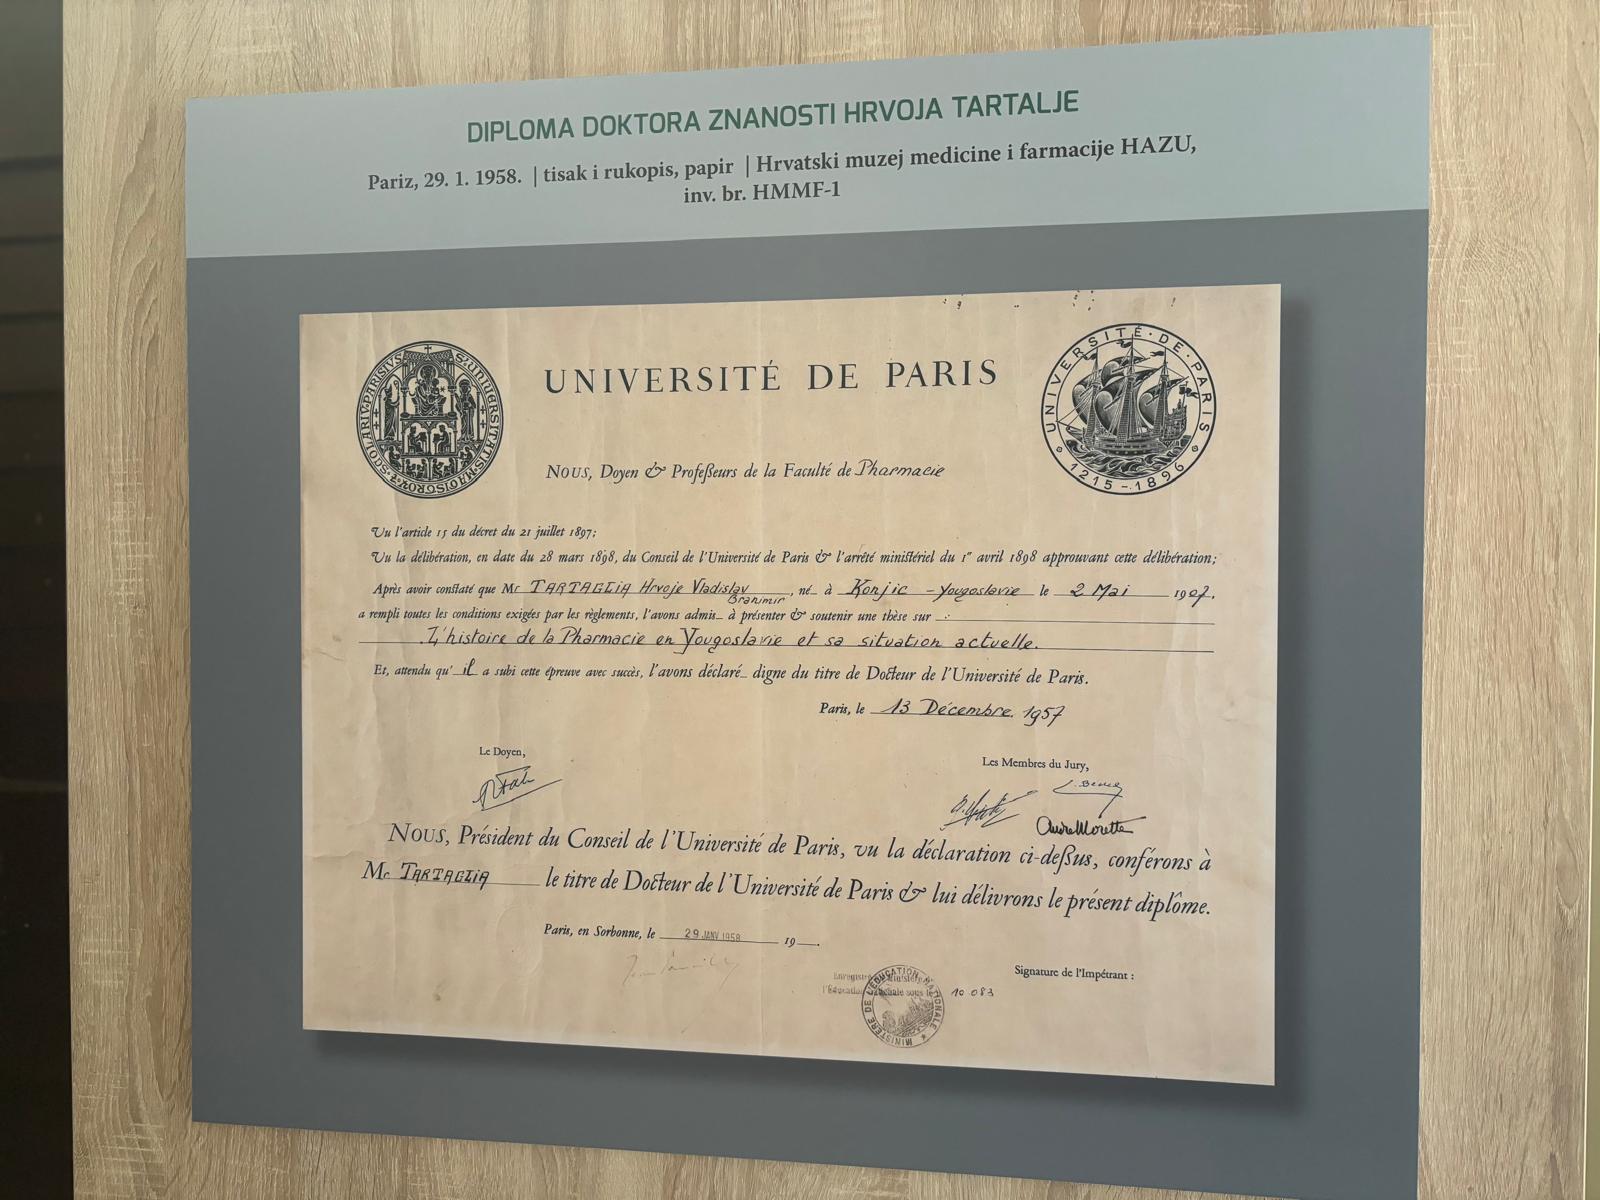 DIPLOMA DOKTORA ZNANOSTI HRVOJA TARTALJE
Pariz, 29. 1. 1958. | tisak i rukopis, papir | Hrvatski muzej medicine i farmacije HAZU,
inv. br. HMMF-1
UNIVERSITÉ DE PARIS
UNIVERSITÉ · DE · PARIS
1215 - 1896
NOUS, Doyen & Profeßeurs de la Faculté de Pharmacie
Vu l'article 15 du décret du 21 juillet 1897;
Vu la délibération, en date du 28 mars 1898, du Conseil de l'Université de Paris & l'arrêté ministériel du 1er avril 1898 approuvant cette délibération;
Après avoir constaté que Mr TARTAGLIA Hrvoje Vladislav Branimir, né à Konjic - Yougoslavie le 2 Mai 1907,
a rempli toutes les conditions exigées par les règlements, l'avons admis à présenter & soutenir une thèse sur :
L'histoire de la Pharmacie en Yougoslavie et sa situation actuelle.
Et, attendu qu' il a subi cette épreuve avec succès, l'avons déclaré digne du titre de Docteur de l'Université de Paris.
Paris, le 13 Décembre 1957
Le Doyen,
Les Membres du Jury,
NOUS, Président du Conseil de l'Université de Paris, vu la déclaration ci-deßus, conférons à
Mr TARTAGLIA le titre de Docteur de l'Université de Paris & lui délivrons le présent diplôme.
Paris, en Sorbonne, le 29 JANV 1958 19
Signature de l'Impétrant :
10 083
MINISTÈRE DE L'ÉDUCATION NATIONALE